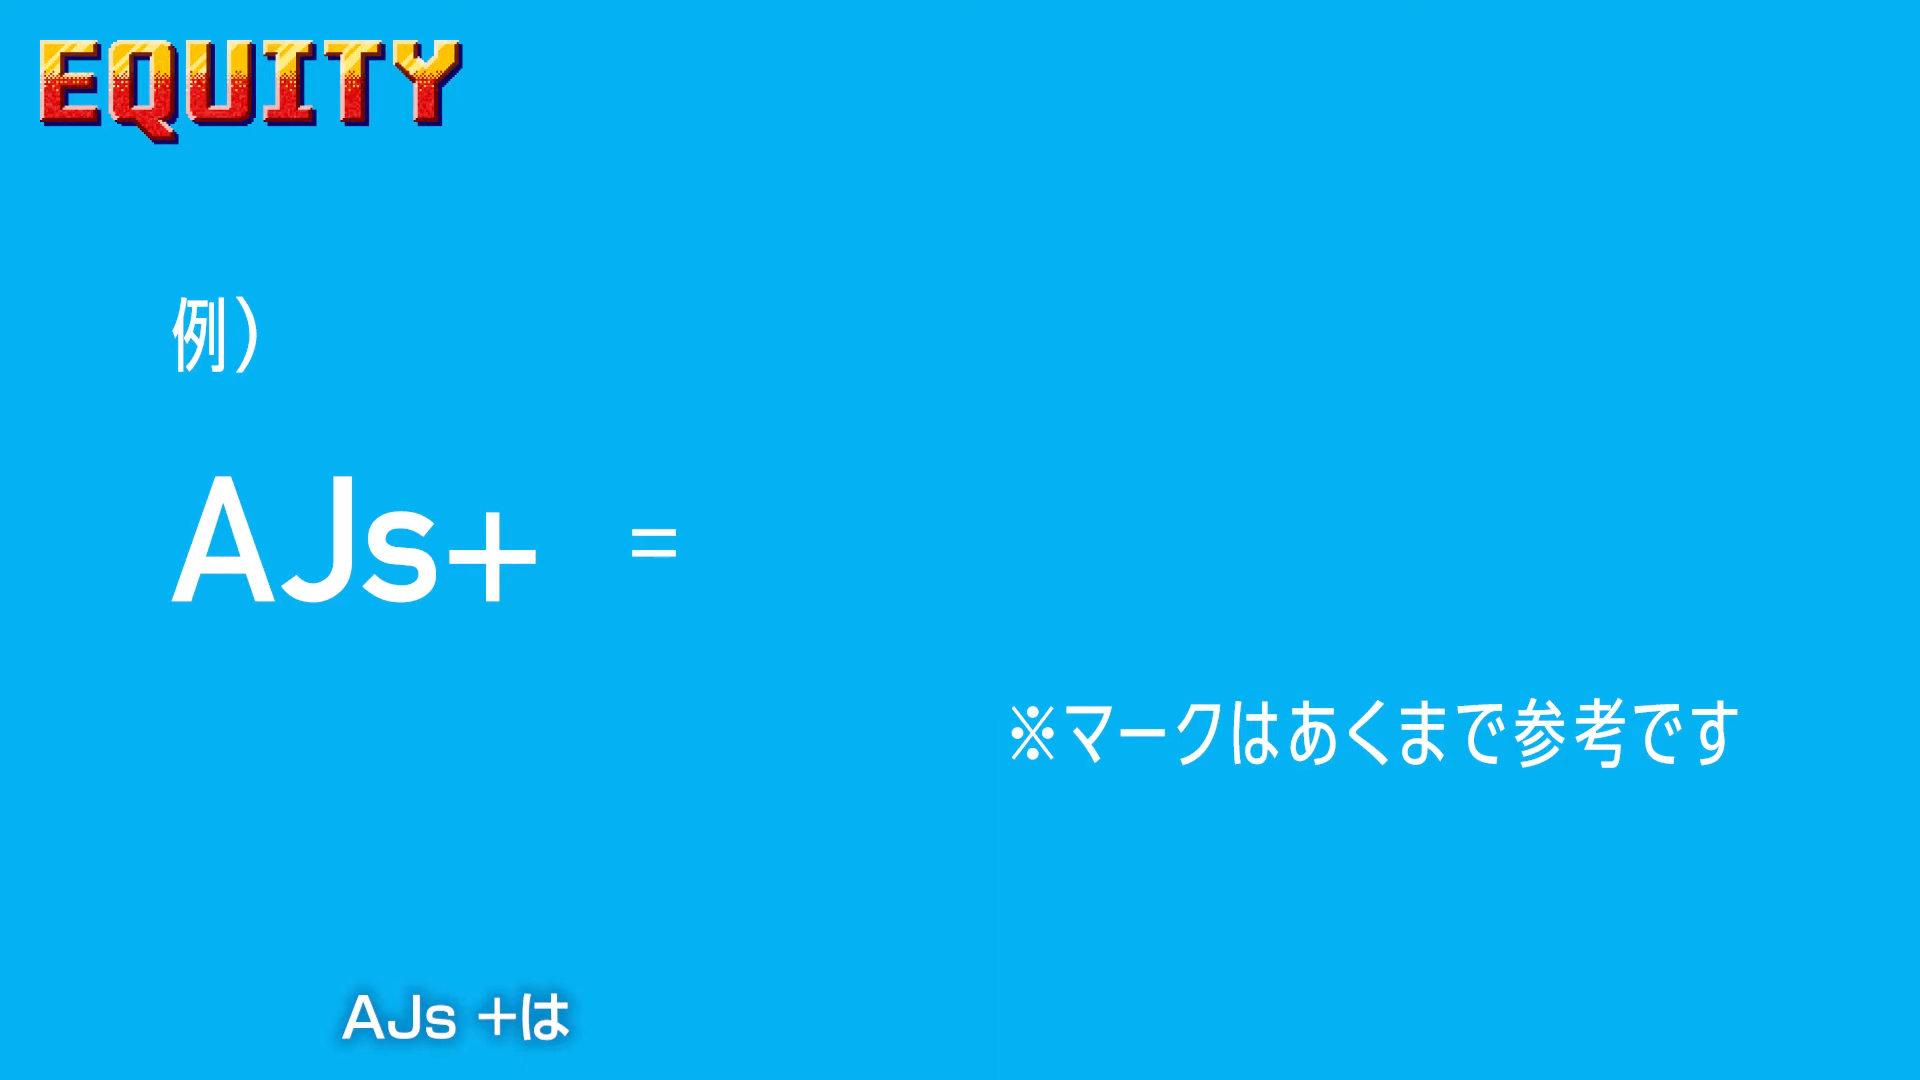 EQUITY
例）
AJs+ =
※マークはあくまで参考です
AJs +は